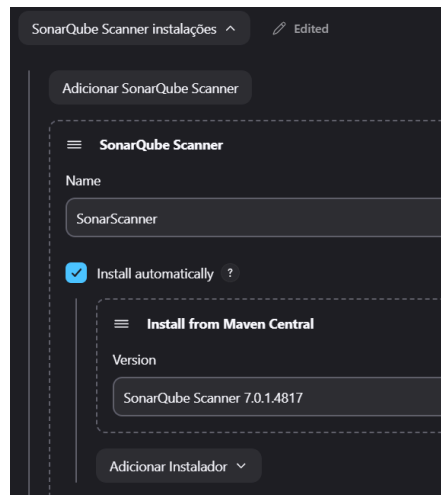 SonarQube Scanner instalações
Edited
Adicionar SonarQube Scanner
SonarQube Scanner
Name
SonarScanner
Install automatically ?
Install from Maven Central
Version
SonarQube Scanner 7.0.1.4817
Adicionar Instalador